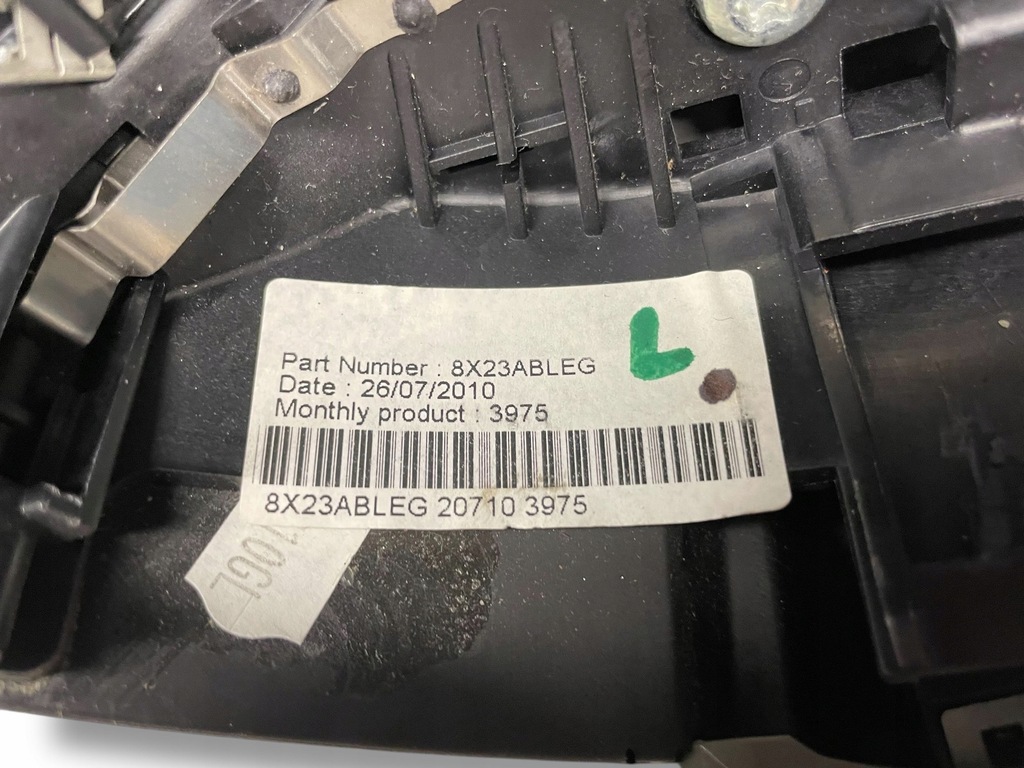 Part Number : 8X23ABLEG
Date : 26/07/2010
Monthly product : 3975
8X23ABLEG 20710 3975
L